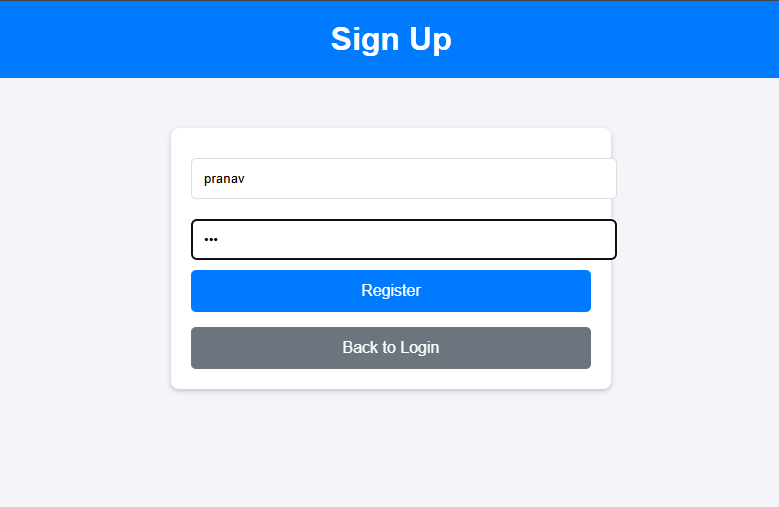 Sign Up
pranav
•••
Register
Back to Login